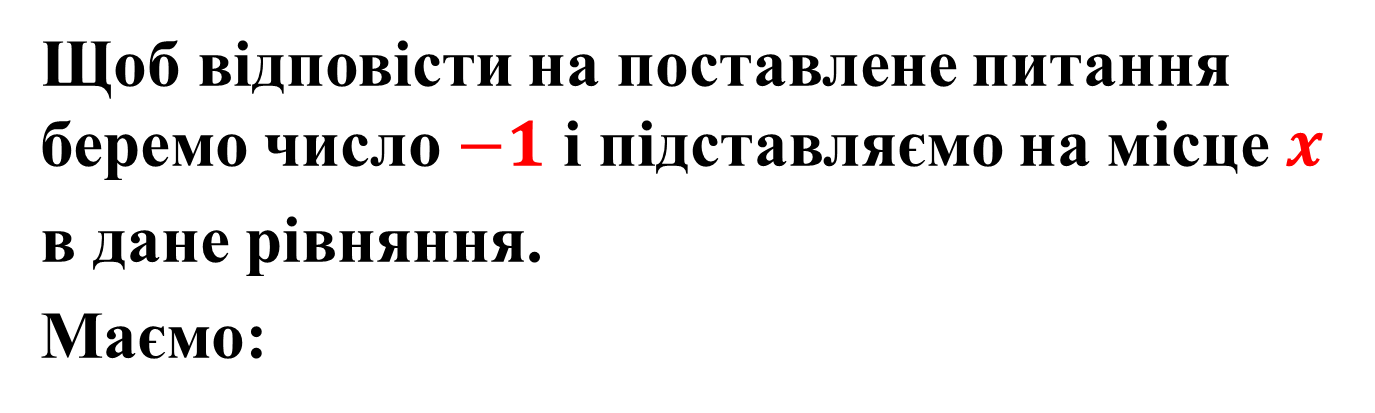 Щоб відповісти на поставлене питання
беремо число −1 і підставляємо на місце x
в дане рівняння.
Маємо: